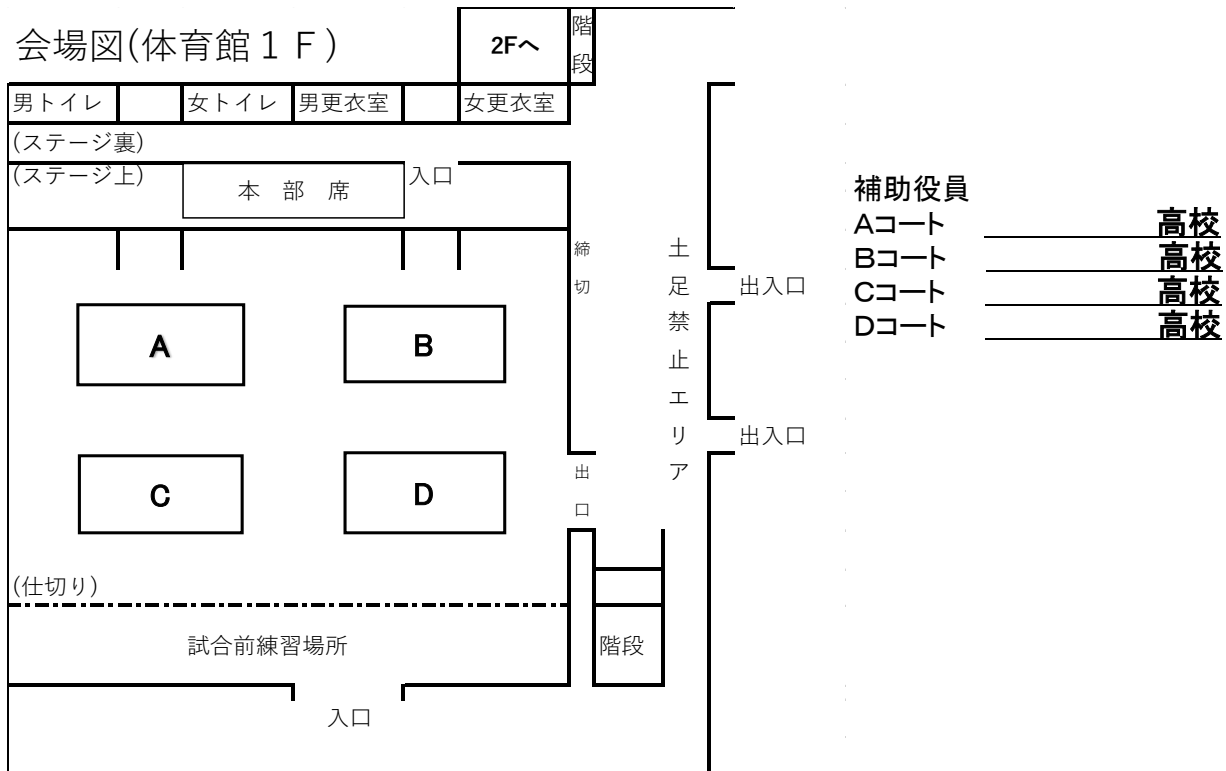 会場図(体育館１Ｆ)
2Fへ
階段
男トイレ
女トイレ
男更衣室
女更衣室
(ステージ裏)
(ステージ上)
本　部　席
入口
締切
土足禁止エリア
出入口
A
B
出入口
C
D
出口
(仕切り)
試合前練習場所
階段
入口
補助役員
Aコート 高校
Bコート 高校
Cコート 高校
Dコート 高校